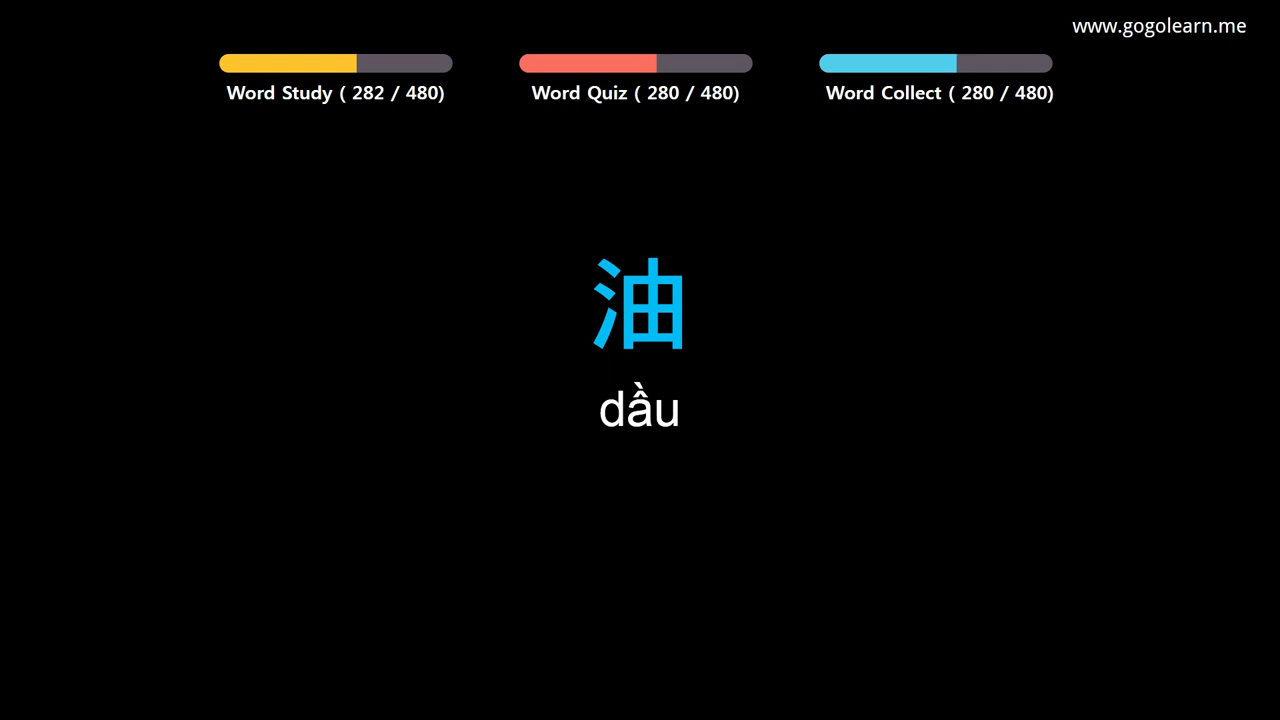 www.gogolearn.me
Word Study ( 282 / 480)
Word Quiz ( 280 / 480)
Word Collect ( 280 / 480)
油
dầu